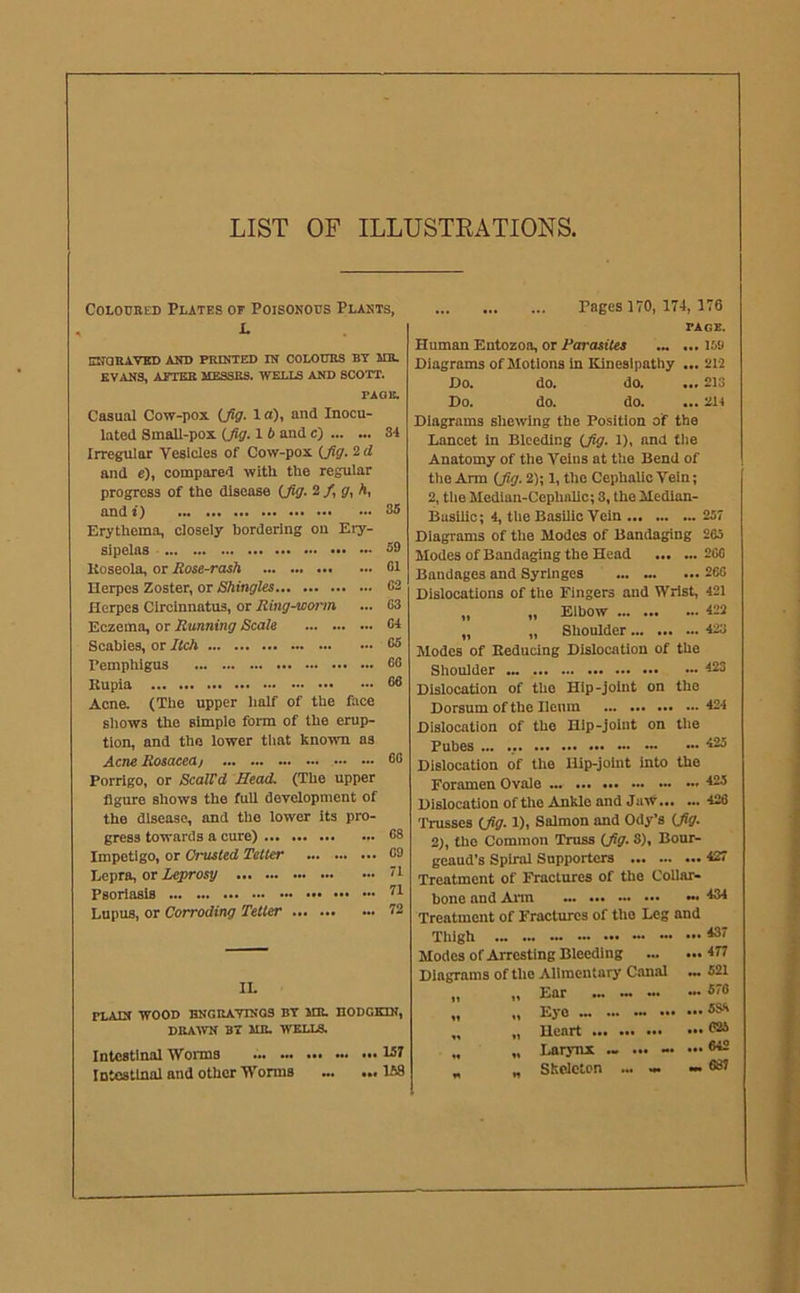 LIST OF ILLUSTRATIONS.
COLOURED PLATES OF POISONOUS PLANTS,
I.
ENGRAVED AND PRINTED IN COLOURS BY MR.
EVANS, AFTER MESSRS. WELLS AND SCOTT.
PAGE.
Casual Cow-pox (fig. 1 a), and Inocu-
lated Small-pox (fig. 1 b and c) ... ... 34
Irregular Vesicles of Cow-pox (fig. 2 d
and e), compared with the regular
progress of the disease (fig. 2 f, g, h,
and i) ... ... ... ... ... ... ... ... 35
Erythema, closely bordering on Ery-
sipelas ... ... ... ... ... ... ... ... ... 59
Roseola, or Rose-rash ... ... ... ... 61
Herpes Zoster, or Shingles... ... ... ... 62
Herpes Circinnatus, or Ring-worm ... 63
Eczema, or Running Scale ... ... ... 64
Scabies, or Itch ... ... ... ... ... ... ... 65
Pemphigus ... ... ... ... ... ... ... ... 66
Rupia ... ... ... ... ... ... ... ... ... 66
Acne. (The upper half of the face
shows the simple form of the erup-
tion, and the lower that known as
Acne Rosacea) ... ... ... ... ... ... ... 66
Porrigo, or Scall'd Head. (The upper
figure shows the full development of
the disease, and the lower its pro-
gress towards a cure) ... ... ... ... ... 68
Impetigo, or Crusted Tetter ... ... ... 69
Lepra, or Leprosy ... ... ... ... ... ... 71
Psoriasis ... ... ... ... ... ... ... ... ... 71
Lupus, or Corroding Tetter ... ... ... 72
II.
PLAIN WOOD ENGRAVINGS BY MR. HODGKIN,
DRAWN BY MR. WELLS.
Intestinal Worms ... ... ... ... ... 157
Intestinal and other Worms ... ... 158
... ... ... Pages 170, 174, 176
PAGE.
Human Entozoa, or Parasites ... ... 159
Diagrams of Motions in Kinesipathy ... 212
Do. do. do. ... 213
Do. do. do. ... 214
Diagrams shewing the Position of the
Lancet in Bleeding (fig. 1), and the
Anatomy of the Veins at the Bend of
the Arm (fig. 2); 1, the Cephalic Vein;
2, the Median-Cephalic; 3, the Median-
Basilic; 4, the Basilic Vein ... ... ... 257
Diagrams of the Modes of Bandaging 265
Modes of Bandaging the Head ... ... 266
Bandages and Syringes ... ... ... 266
Dislocations of the Fingers and Wrist, 421
„ „ Elbow ... ... ... 422
„ „ Shoulder ... ... ... 423
Modes of Reducing Dislocation of the
Shoulder ... ... ... ... ... ... ... ... 423
Dislocation of the Hip-joint on the
Dorsum of the Ileum ... ... ... ... 424
Dislocation of the Hip-joint on the
Pubes ... ... ... ... ... ... ... ... ... 425
Dislocation of the Hip-joint into the
Foramen Ovale ... ... ... ... ... ... ... 425
Dislocation of the Ankle and Jaw... ... 426
Trusses (fig. 1), Salmon and Ody's (fig.
2), the Common Truss (fig. 3), Bour-
geaud's Spiral Supporters ... ... ... 427
Treatment of Fractures of the Collar-
bone and Arm ... ... ... ... ... 434
Treatment of Fractures of the Leg and
Thigh ... ... ... ... ... ... ... ... ... 437
Modes of Arresting Bleeding ... ... 477
Diagrams of the Alimentary Canal ... 521
„ „ Ear ... ... ... ... 576
„ „ Eye ... ... ... ... ... 588
„ „ Heart ... ... ... ... 625
„ „ Larynx ... ... ... ... 642
„ „ Skeleton ... ... ... 687